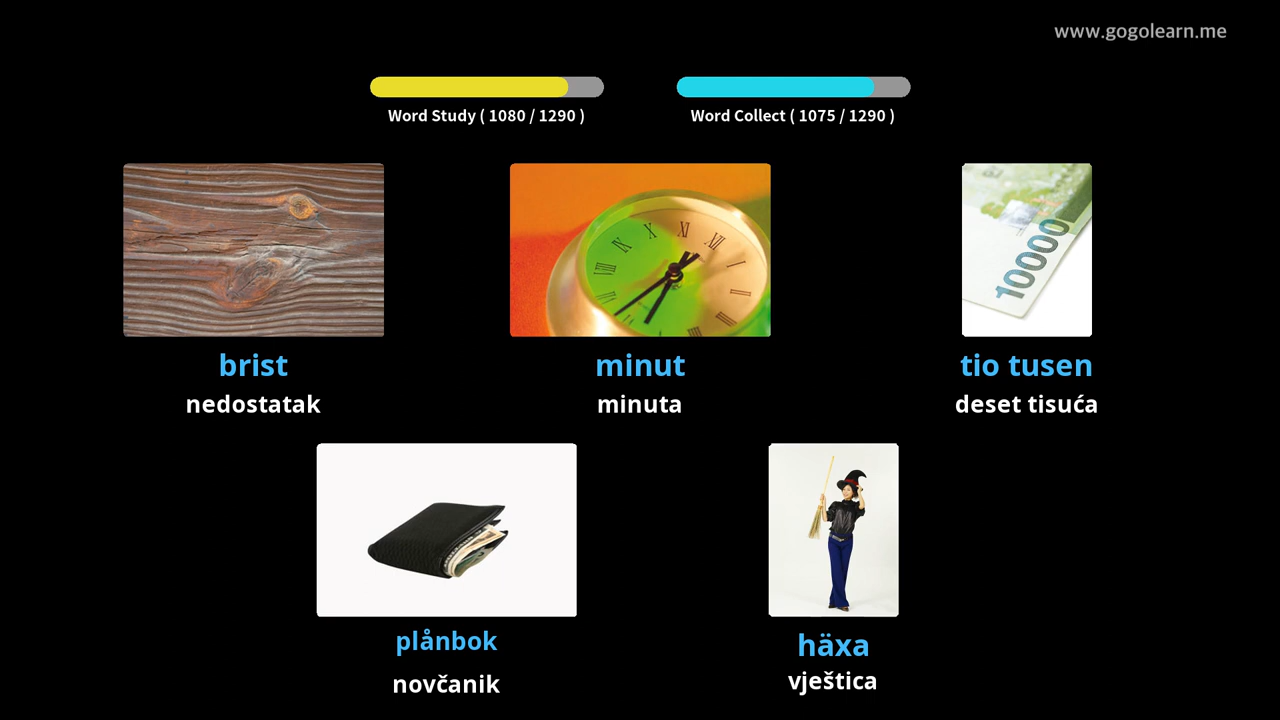 www.gogolearn.me
Word Study ( 1080 / 1290 )
Word Collect ( 1075 / 1290 )
10000
brist
nedostatak
minut
minuta
tio tusen
deset tisuća
plånbok
novčanik
häxa
vještica